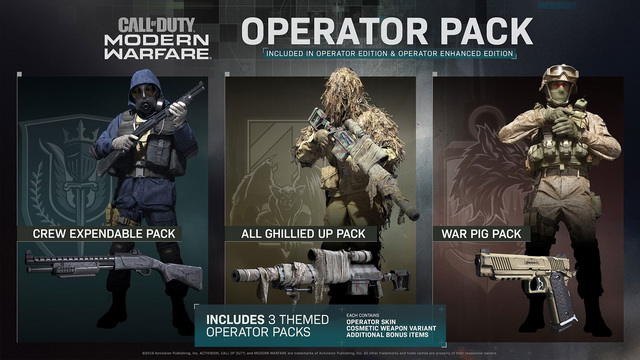 CALL OF DUTY
MODERN
WARFARE
OPERATOR PACK
INCLUDED IN OPERATOR EDITION & OPERATOR ENHANCED EDITION
CREW EXPENDABLE PACK
ALL GHILLIED UP PACK
WAR PIG PACK
INCLUDES 3 THEMED
OPERATOR PACKS
EACH CONTAINS
OPERATOR SKIN
COSMETIC WEAPON VARIANT
ADDITIONAL BONUS ITEMS